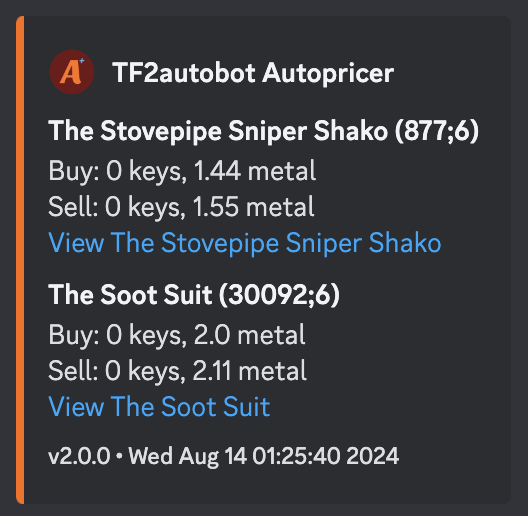 A+
TF2autobot Autopricer
The Stovepipe Sniper Shako (877;6)
Buy: 0 keys, 1.44 metal
Sell: 0 keys, 1.55 metal
View The Stovepipe Sniper Shako
The Soot Suit (30092;6)
Buy: 0 keys, 2.0 metal
Sell: 0 keys, 2.11 metal
View The Soot Suit
v2.0.0 • Wed Aug 14 01:25:40 2024